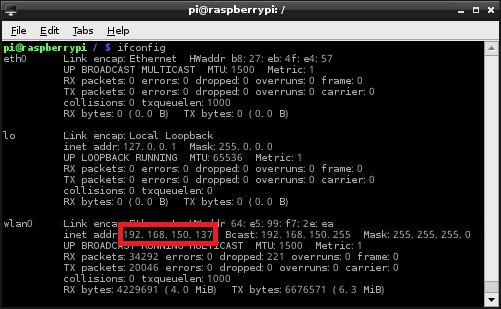 pi@raspberrypi: /
File Edit Tabs Help
pi@raspberrypi / $ ifconfig
eth0 Link encap:Ethernet HWaddr b8:27:eb:4f:e4:57
UP BROADCAST MULTICAST MTU:1500 Metric:1
RX packets:0 errors:0 dropped:0 overruns:0 frame:0
TX packets:0 errors:0 dropped:0 overruns:0 carrier:0
collisions:0 txqueuelen:1000
RX bytes:0 (0.0 B) TX bytes:0 (0.0 B)
lo Link encap:Local Loopback
inet addr:127.0.0.1 Mask:255.0.0.0
UP LOOPBACK RUNNING MTU:65536 Metric:1
RX packets:0 errors:0 dropped:0 overruns:0 frame:0
TX packets:0 errors:0 dropped:0 overruns:0 carrier:0
collisions:0 txqueuelen:0
RX bytes:0 (0.0 B) TX bytes:0 (0.0 B)
wlan0 Link encap:Ethernet HWaddr 64:e5:99:f7:2e:ea
inet addr:192.168.150.137 Bcast:192.168.150.255 Mask:255.255.255.0
UP BROADCAST RUNNING MULTICAST MTU:1500 Metric:1
RX packets:34292 errors:0 dropped:221 overruns:0 frame:0
TX packets:20046 errors:0 dropped:0 overruns:0 carrier:0
collisions:0 txqueuelen:1000
RX bytes:4229691 (4.0 MiB) TX bytes:6676571 (6.3 MiB)